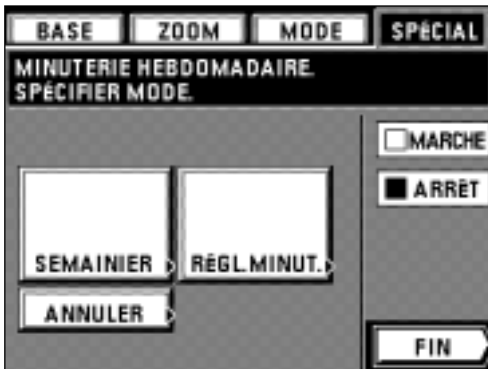 BASE ZOOM MODE SPÉCIAL
MINUTERIE HEBDOMADAIRE.
SPÉCIFIER MODE.
MARCHE
ARRÊT
SEMAINIER RÉGL.MINUT.
ANNULER
FIN